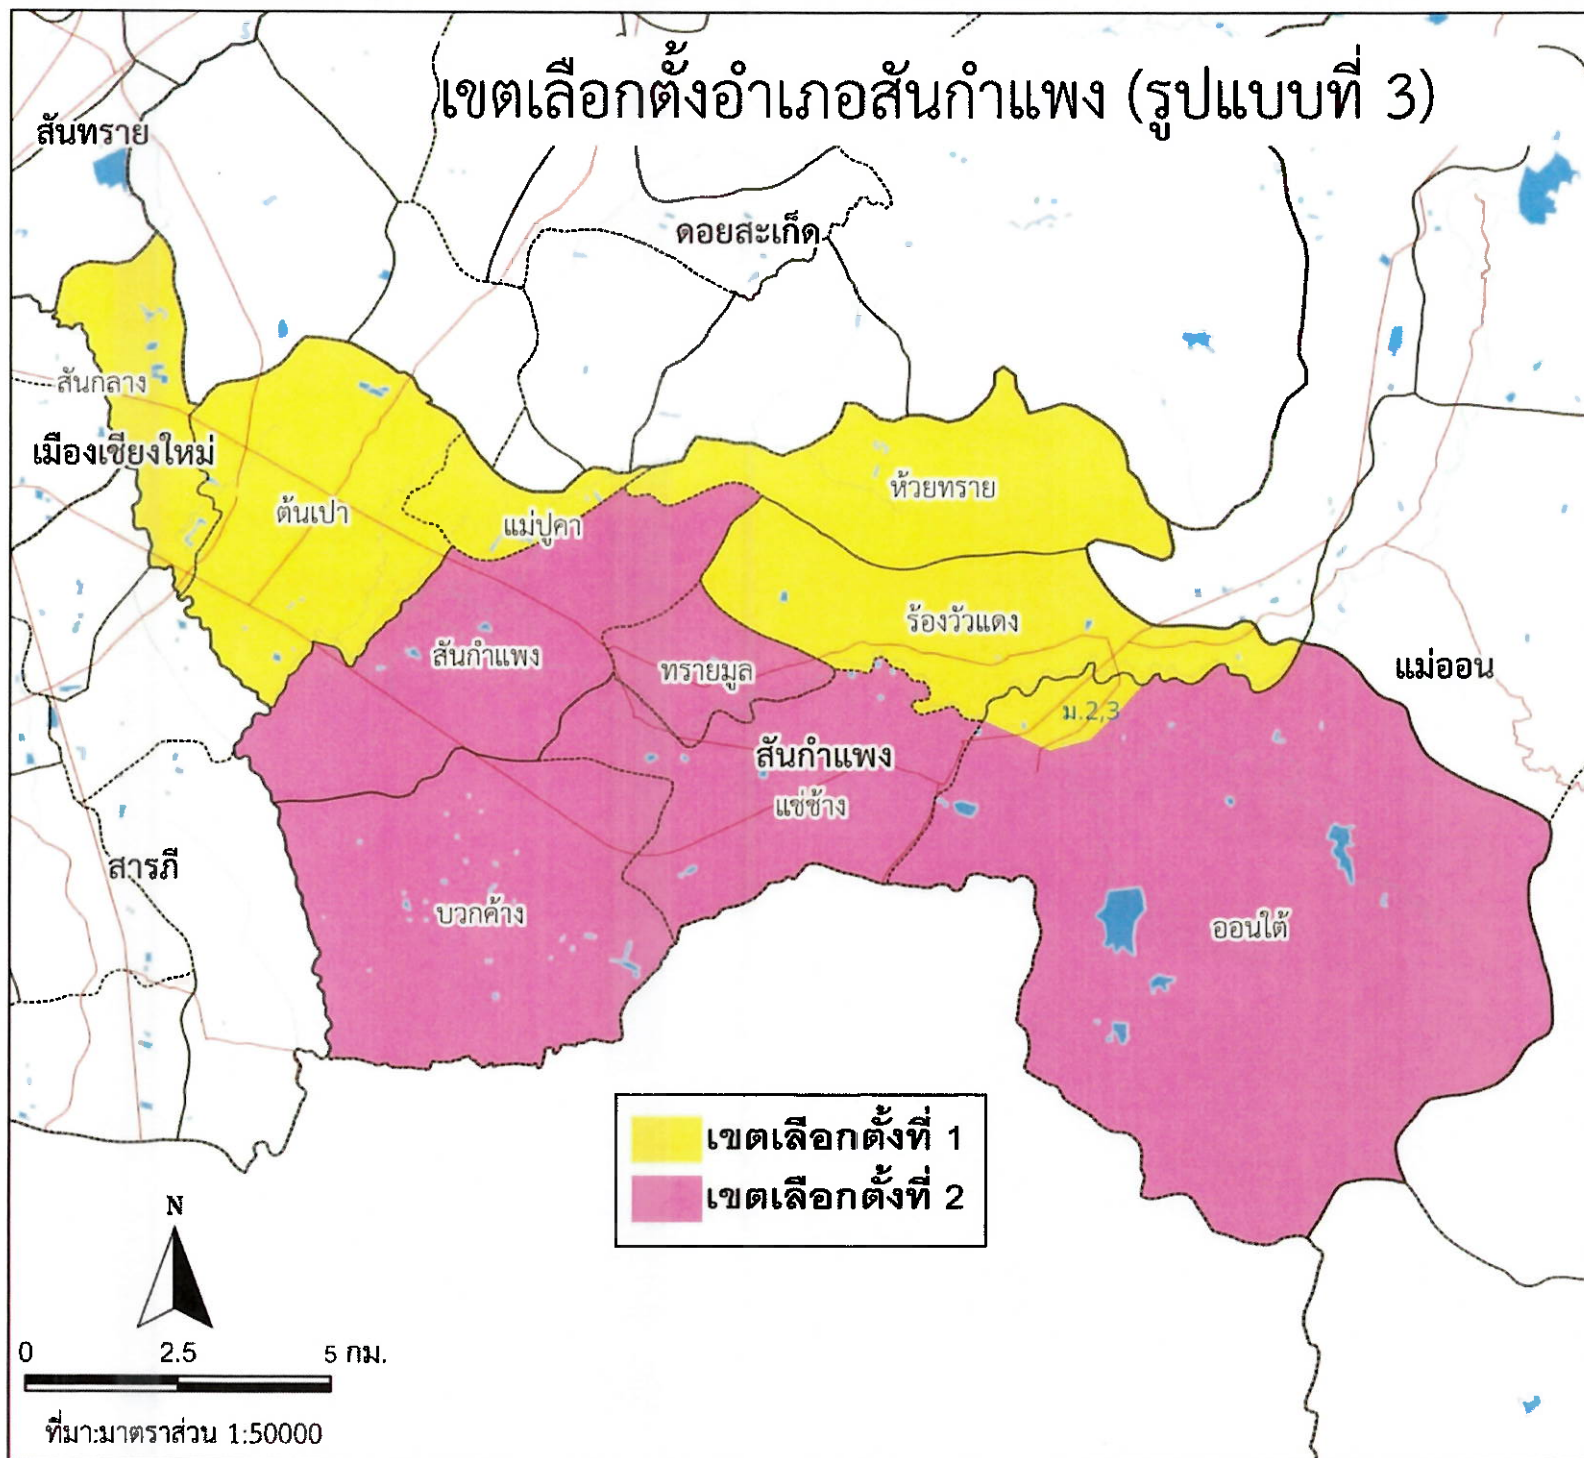 เขตเลือกตั้งอำเภอสันกำแพง (รูปแบบที่ 3)
สันทราย
ดอยสะเก็ด
สันกลาง
เมืองเชียงใหม่
ห้วยทราย
ต้นเปา
แม่ปูคา
ร้องวัวแดง
สันกำแพง
ทรายมูล
แม่ออน
ม.2,3
สันกำแพง
แช่ช้าง
สารภี
บวกค้าง
ออนใต้
เขตเลือกตั้งที่ 1
เขตเลือกตั้งที่ 2
N
0 2.5 5 กม.
ที่มา:มาตราส่วน 1:50000